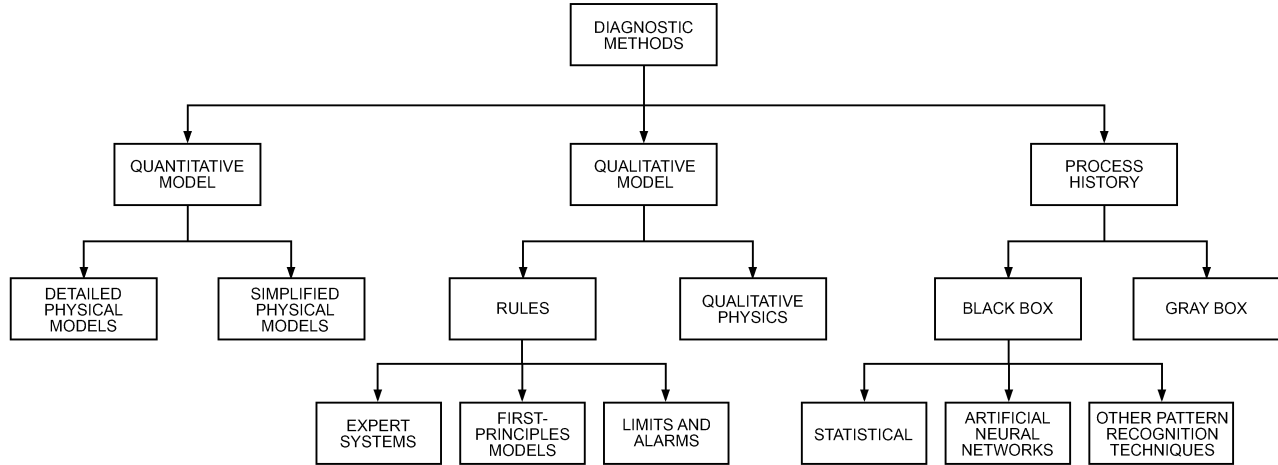 DIAGNOSTIC
METHODS
QUANTITATIVE
MODEL
QUALITATIVE
MODEL
PROCESS
HISTORY
DETAILED
PHYSICAL
MODELS
SIMPLIFIED
PHYSICAL
MODELS
RULES
QUALITATIVE
PHYSICS
BLACK BOX
GRAY BOX
EXPERT
SYSTEMS
FIRST-
PRINCIPLES
MODELS
LIMITS AND
ALARMS
STATISTICAL
ARTIFICIAL
NEURAL
NETWORKS
OTHER PATTERN
RECOGNITION
TECHNIQUES